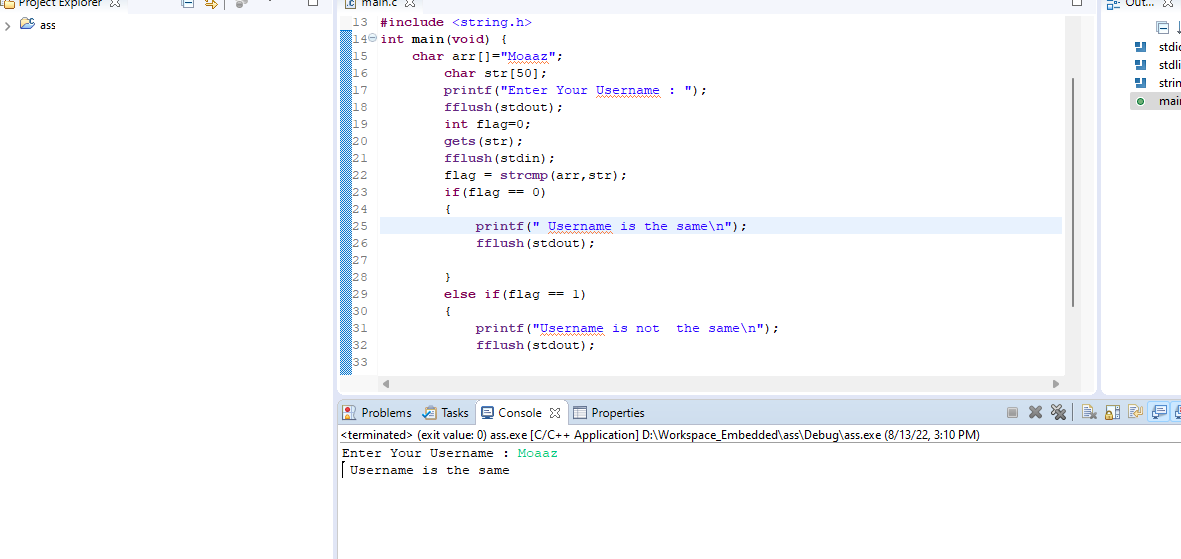 Project Explorer
ass
main.c
13 #include <string.h>
14 int main(void) {
15 char arr[]="Moaaz";
16 char str[50];
17 printf("Enter Your Username : ");
18 fflush(stdout);
19 int flag=0;
20 gets(str);
21 fflush(stdin);
22 flag = strcmp(arr,str);
23 if(flag == 0)
24 {
25 printf(" Username is the same\n");
26 fflush(stdout);
27
28 }
29 else if(flag == 1)
30 {
31 printf("Username is not  the same\n");
32 fflush(stdout);
33
Out...
stdio
stdli
strin
mai
Problems Tasks Console Properties
<terminated> (exit value: 0) ass.exe [C/C++ Application] D:\Workspace_Embedded\ass\Debug\ass.exe (8/13/22, 3:10 PM)
Enter Your Username : Moaaz
Username is the same